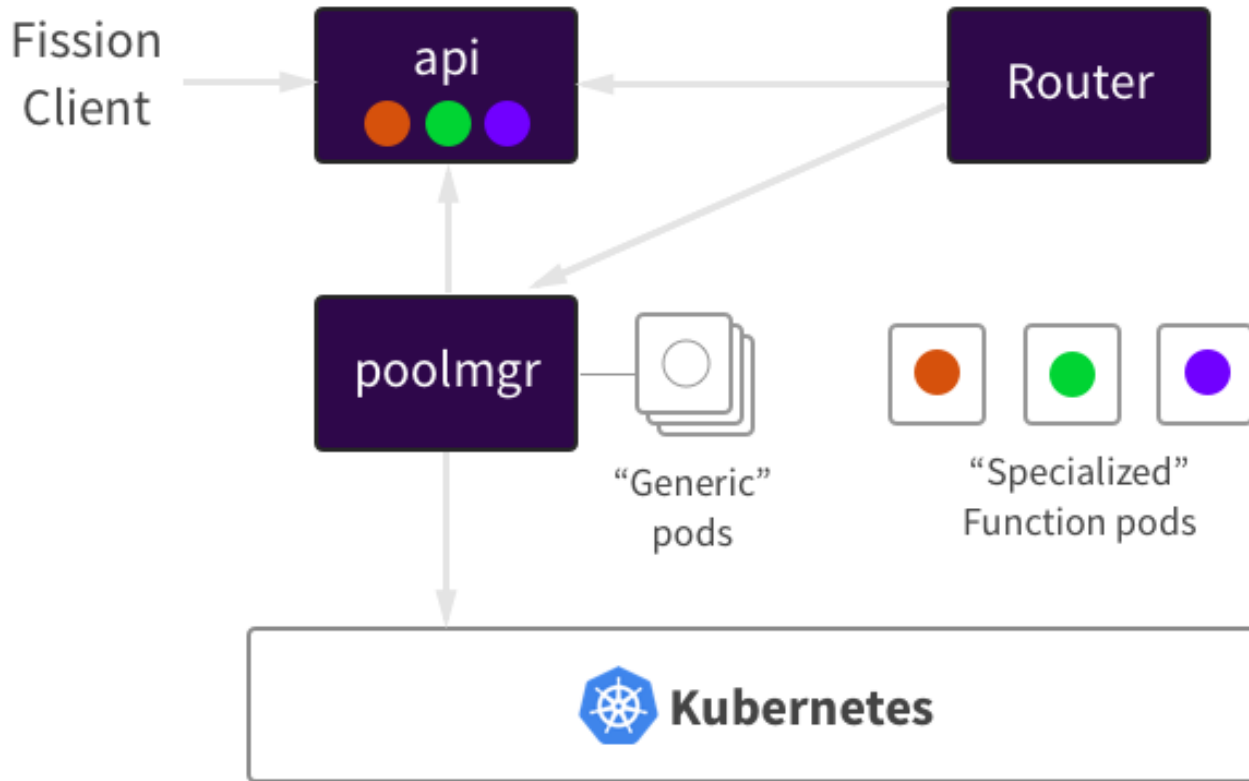 Fission
Client
api
Router
poolmgr
“Generic”
pods
“Specialized”
Function pods
Kubernetes